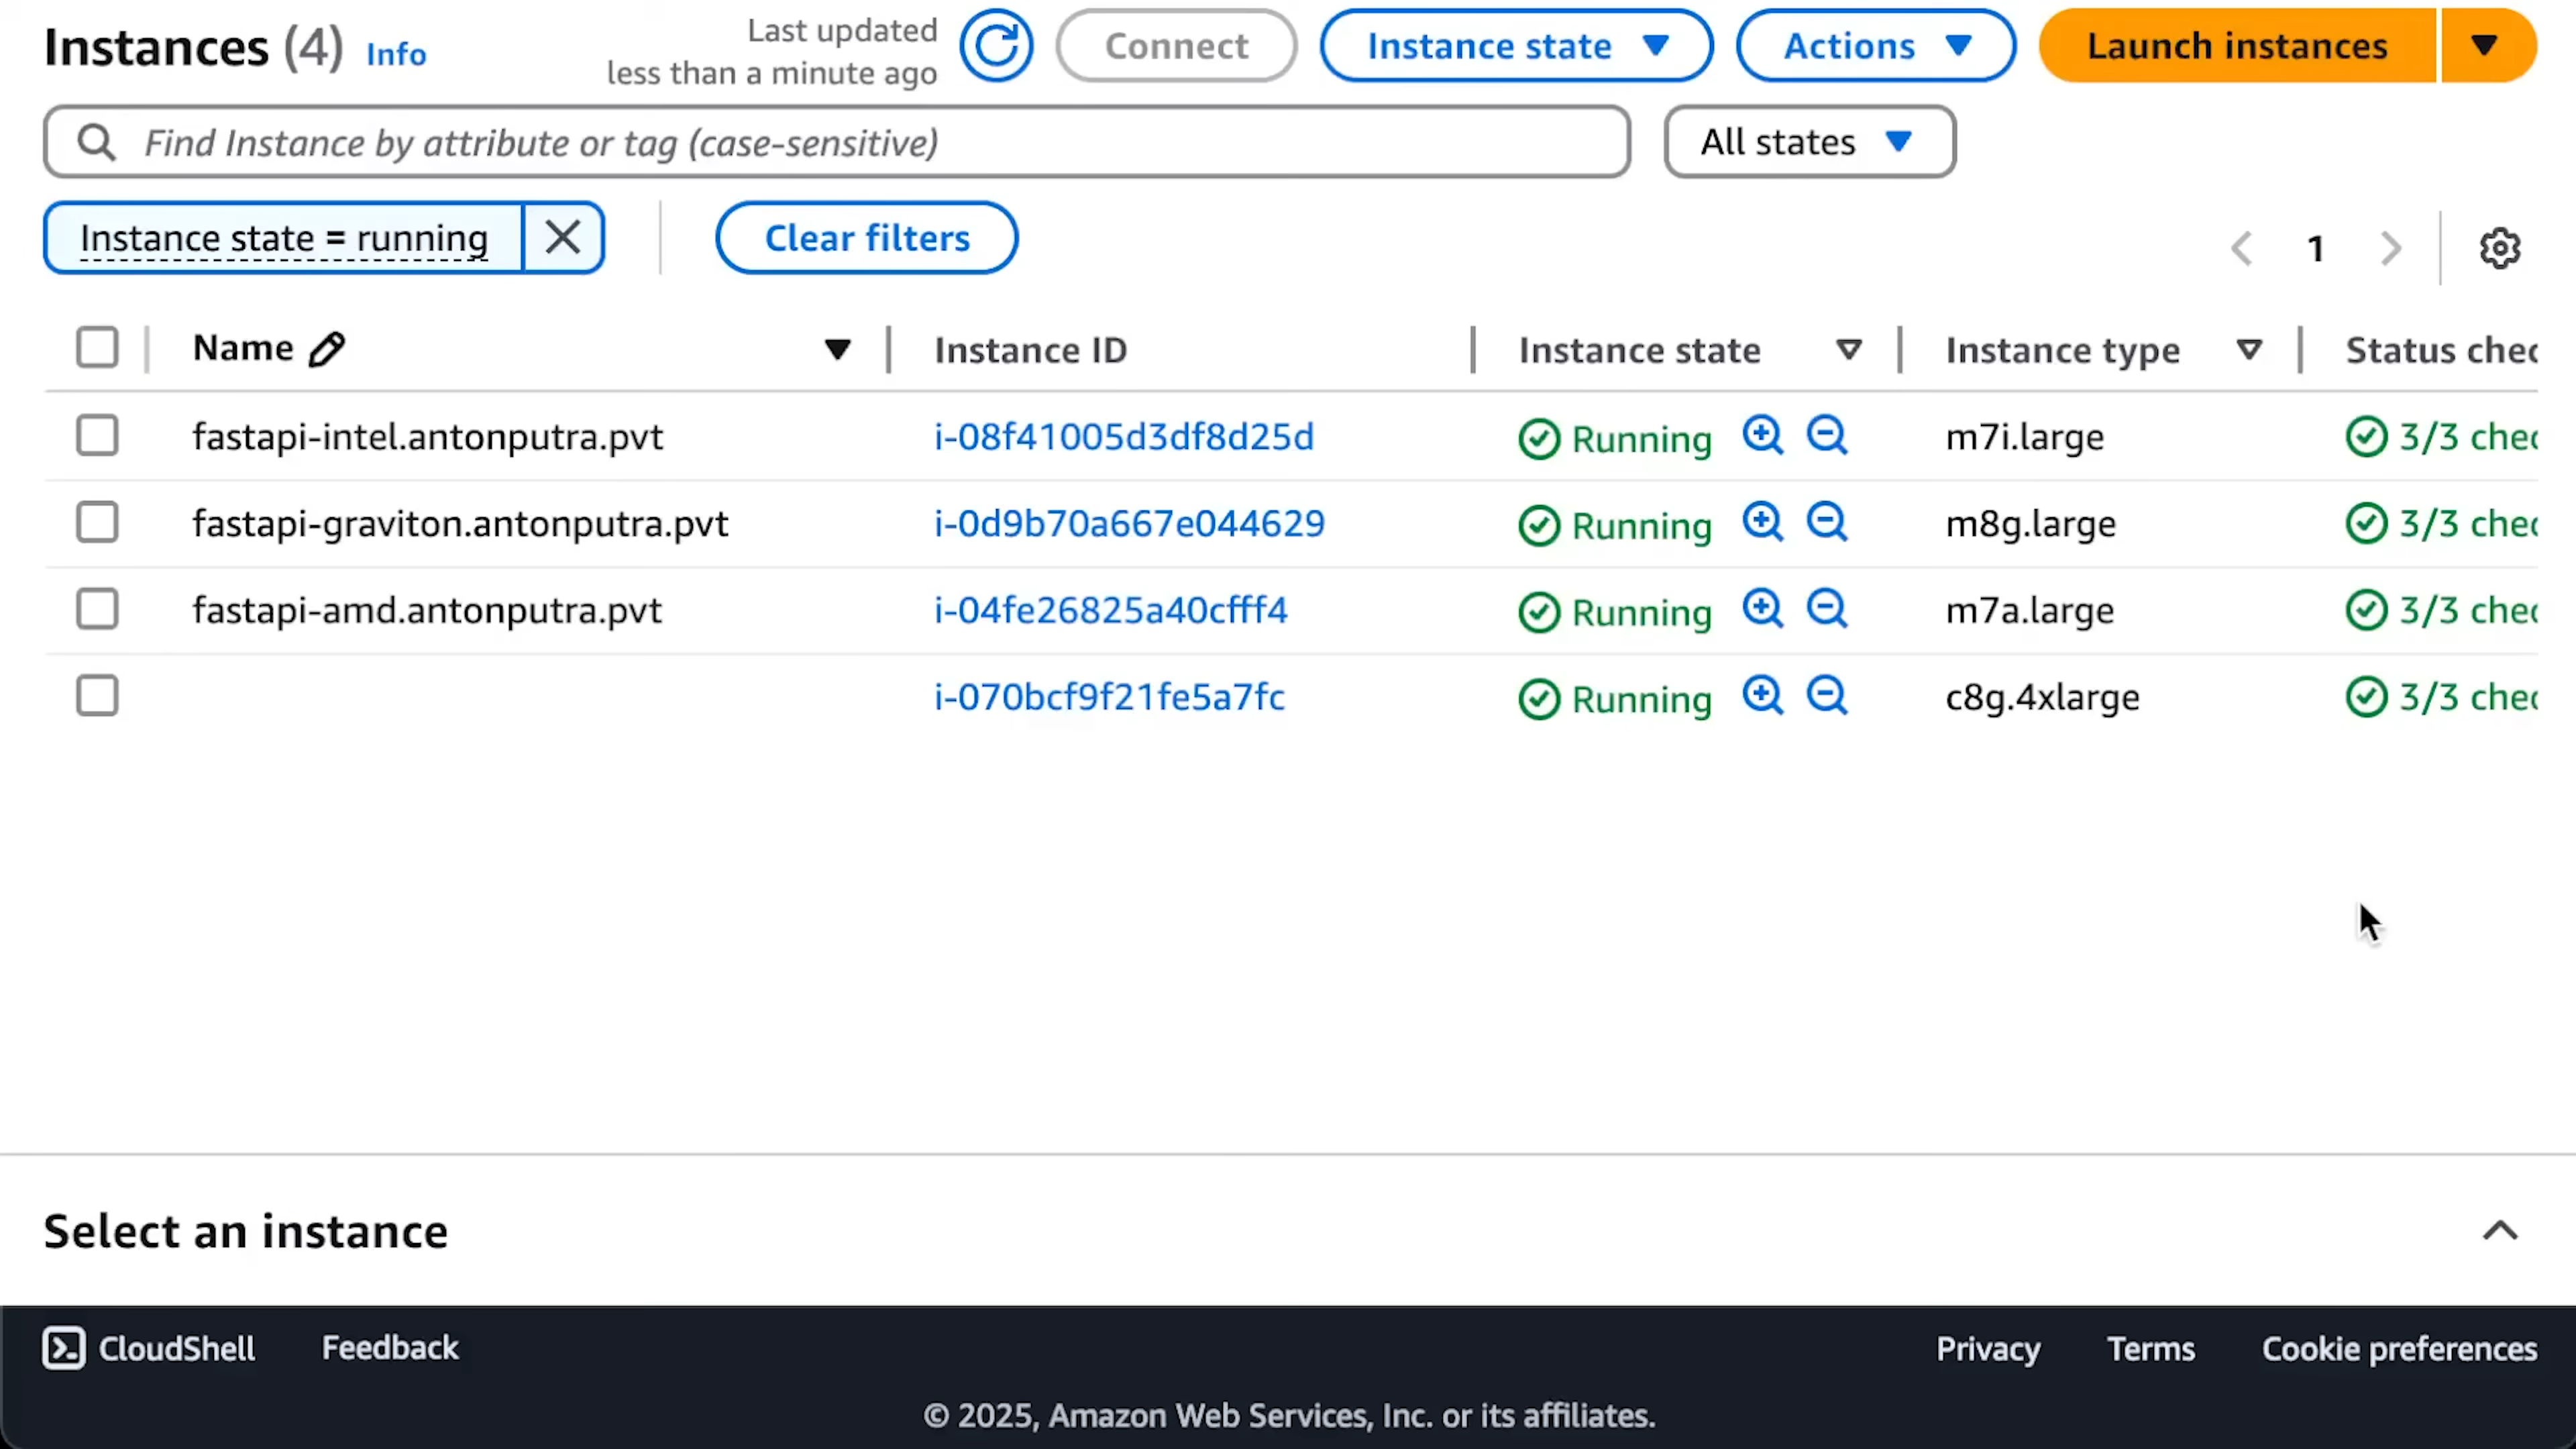 Instances (4) Info
Last updated
less than a minute ago
Connect
Instance state
Actions
Launch instances
Find Instance by attribute or tag (case-sensitive)
All states
Instance state = running
Clear filters
1
Name Instance ID Instance state Instance type Status chec
fastapi-intel.antonputra.pvt i-08f41005d3df8d25d Running m7i.large 3/3 chec
fastapi-graviton.antonputra.pvt i-0d9b70a667e044629 Running m8g.large 3/3 chec
fastapi-amd.antonputra.pvt i-04fe26825a40cfff4 Running m7a.large 3/3 chec
i-070bcf9f21fe5a7fc Running c8g.4xlarge 3/3 chec
Select an instance
CloudShell Feedback Privacy Terms Cookie preferences
© 2025, Amazon Web Services, Inc. or its affiliates.